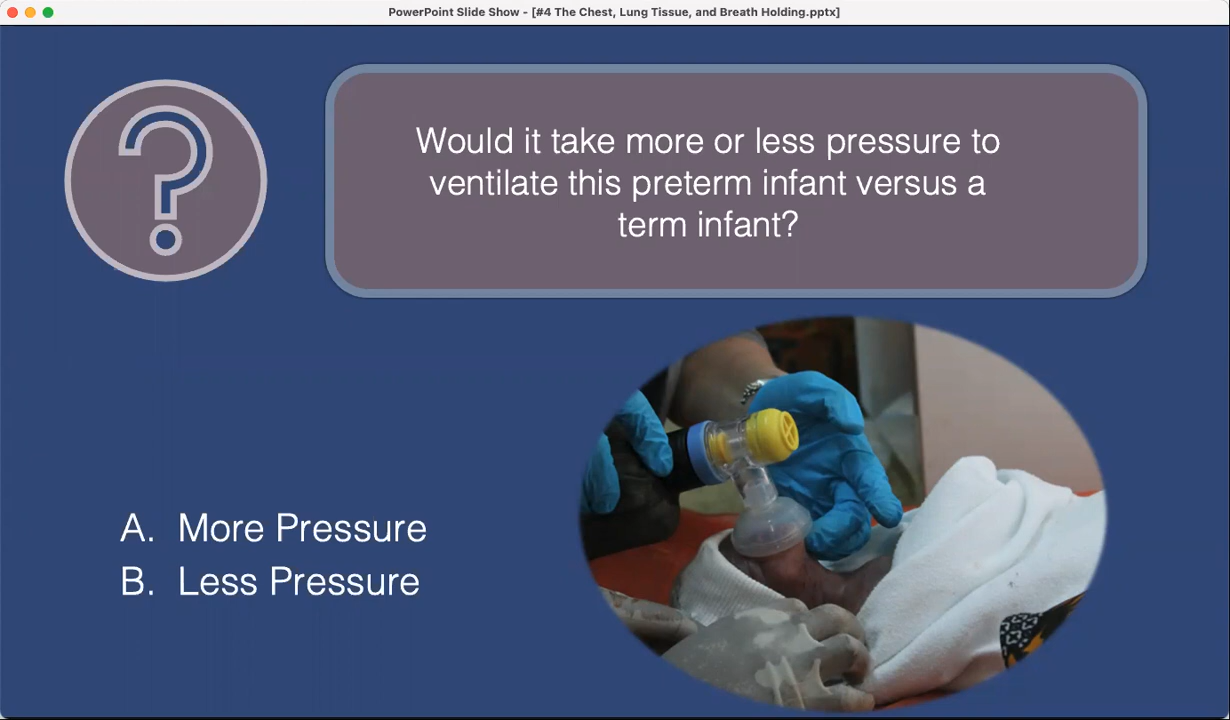 PowerPoint Slide Show - [#4 The Chest, Lung Tissue, and Breath Holding.pptx]
Would it take more or less pressure to
ventilate this preterm infant versus a
term infant?
A. More Pressure
B. Less Pressure